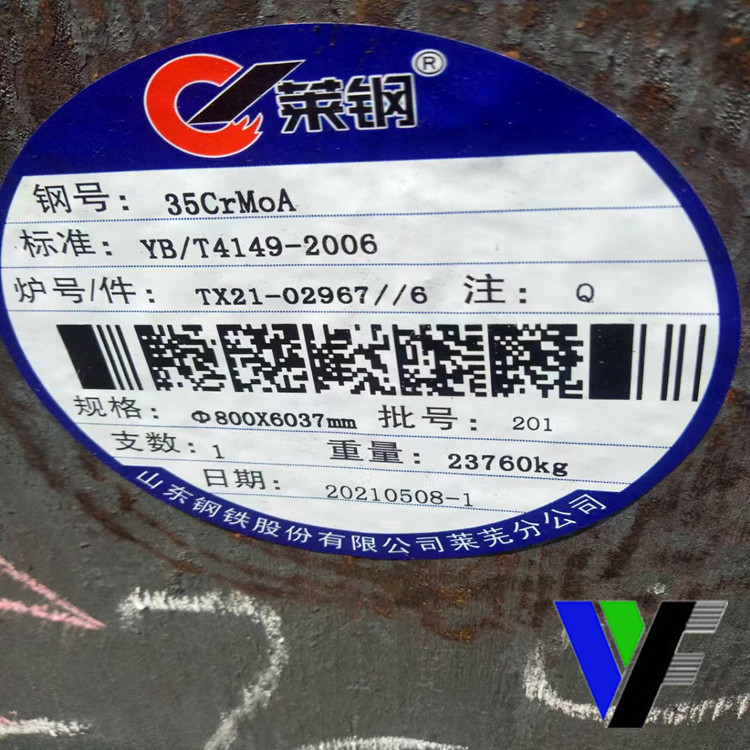 莱钢®
钢号: 35CrMoA
标准: YB/T4149-2006
炉号/件: TX21-02967//6 注: Q
规格: Φ800X6037mm 批号: 201
支数: 1 重量: 23760kg
日期: 20210508-1
山东钢铁股份有限公司莱芜分公司
VF